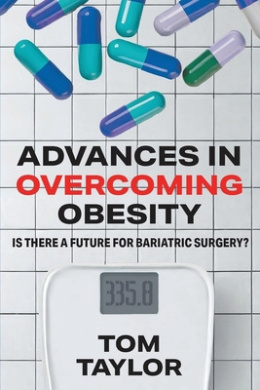 ADVANCES IN
OVERCOMING
OBESITY
IS THERE A FUTURE FOR BARIATRIC SURGERY?
335.8
TOM
TAYLOR